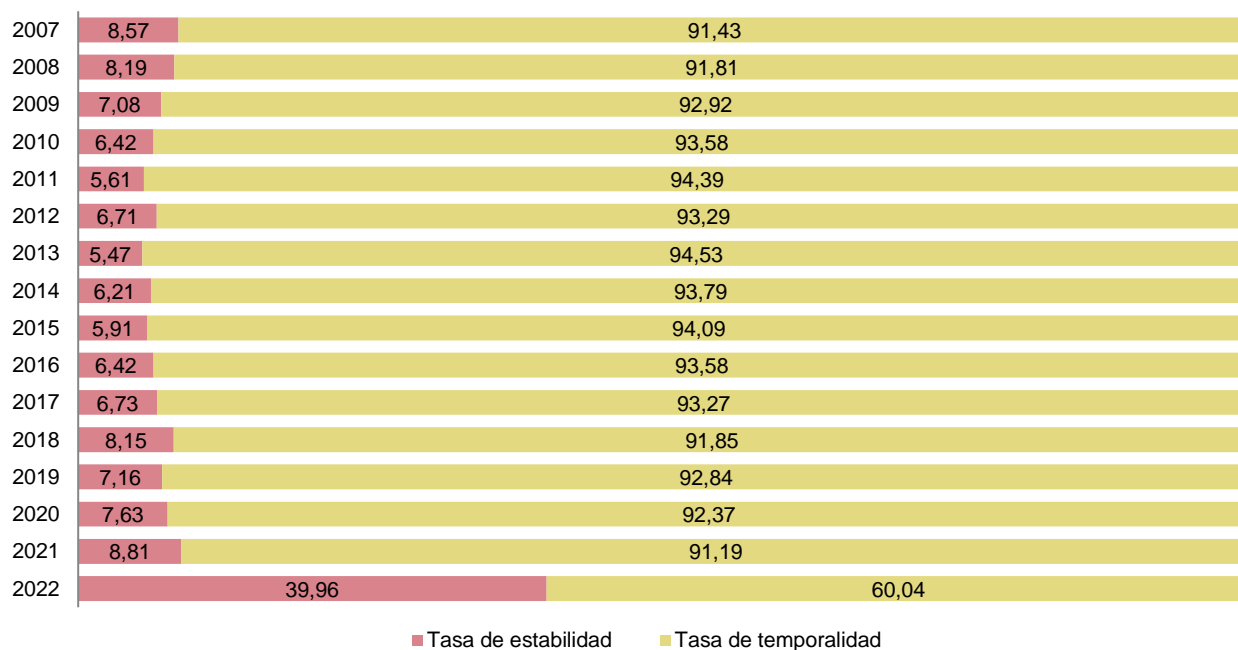 2007 8,57 91,43
2008 8,19 91,81
2009 7,08 92,92
2010 6,42 93,58
2011 5,61 94,39
2012 6,71 93,29
2013 5,47 94,53
2014 6,21 93,79
2015 5,91 94,09
2016 6,42 93,58
2017 6,73 93,27
2018 8,15 91,85
2019 7,16 92,84
2020 7,63 92,37
2021 8,81 91,19
2022 39,96 60,04
Tasa de estabilidad Tasa de temporalidad